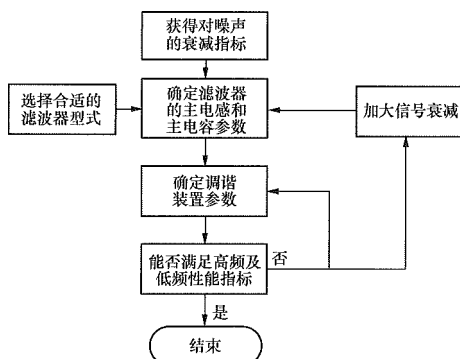 获得对噪声
的衰减指标
选择合适的
滤波器型式
确定滤波器
的主电感和
主电容参数
加大信号衰减
确定调谐
装置参数
能否满足高频及
低频性能指标
否
是
结束